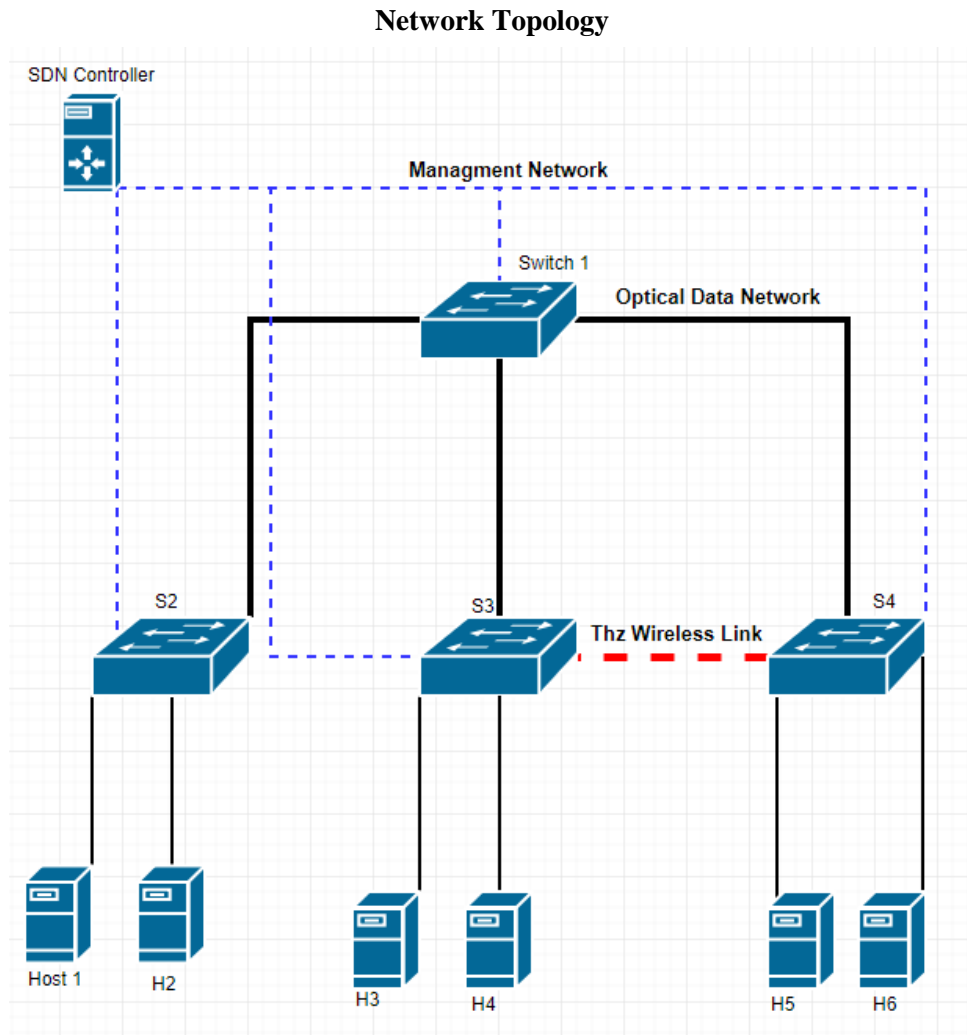 Network Topology
SDN Controller
Managment Network
Switch 1
Optical Data Network
S2
S3
S4
Thz Wireless Link
Host 1
H2
H3
H4
H5
H6